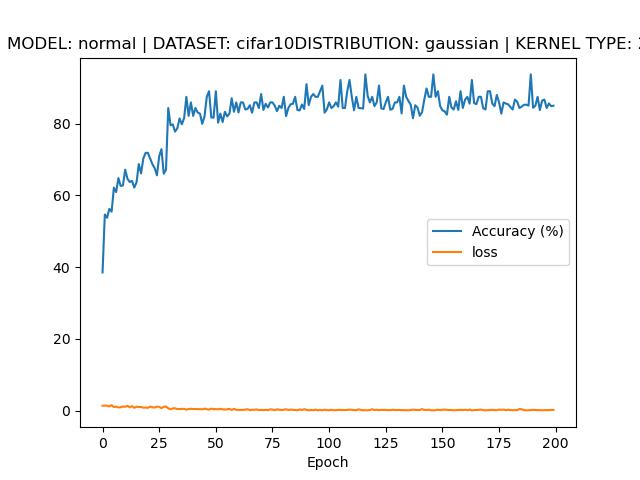 MODEL: normal | DATASET: cifar10DISTRIBUTION: gaussian | KERNEL TYPE:
80
60
40
20
0
Accuracy (%)
loss
0 25 50 75 100 125 150 175 200
Epoch